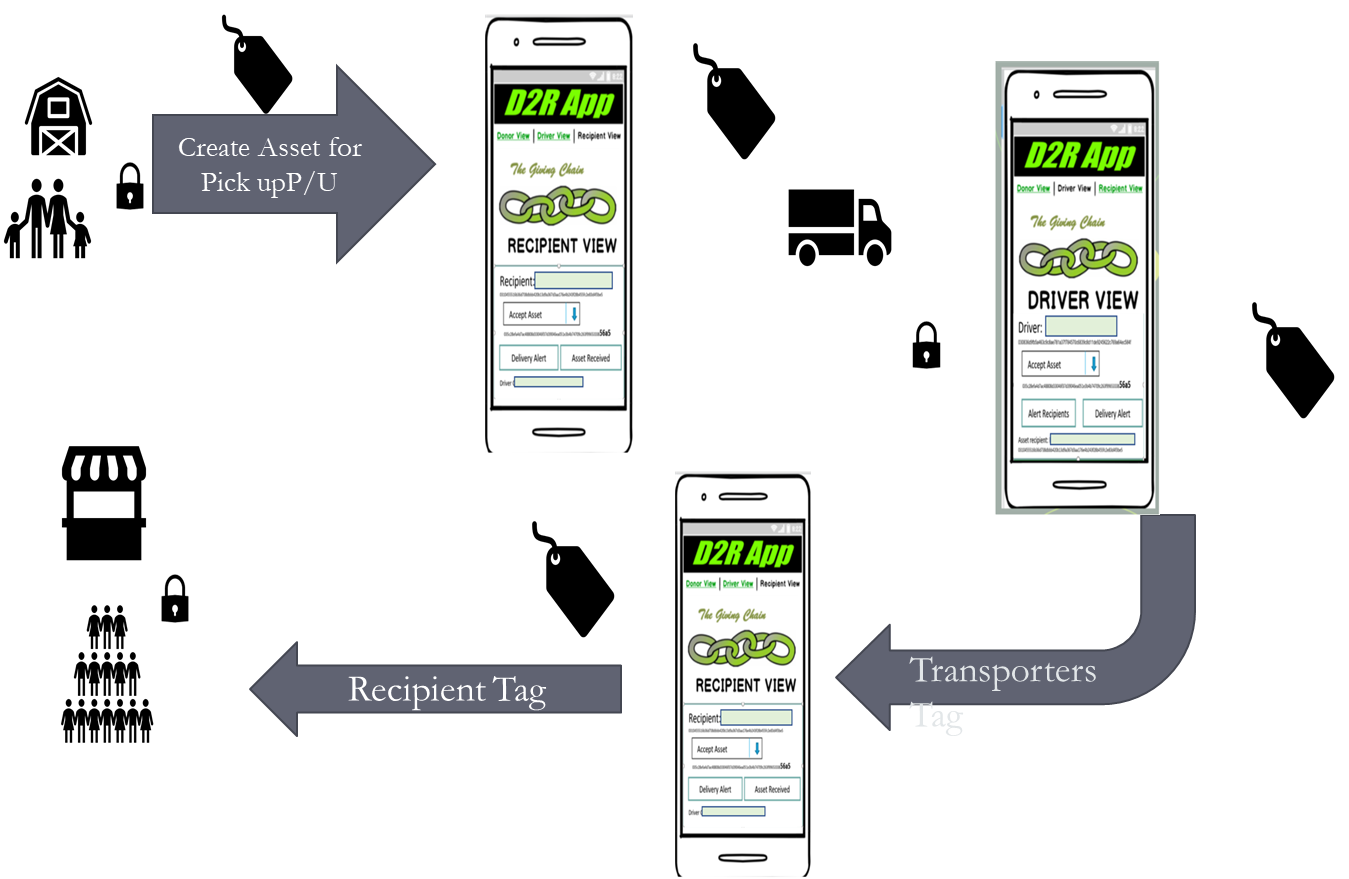 Create Asset for
Pick upP/U
D2R App
Donor View | Driver View | Recipient View
The Giving Chain
RECIPIENT VIEW
Recipient:
Accept Asset
56a5
Delivery Alert
Asset Received
Driver
D2R App
Donor View | Driver View | Recipient View
The Giving Chain
DRIVER VIEW
Driver:
Accept Asset
56a5
Alert Recipients
Delivery Alert
Asset recipient:
Transporters
Tag
D2R App
Donor View | Driver View | Recipient View
The Giving Chain
RECIPIENT VIEW
Recipient:
Accept Asset
56a5
Delivery Alert
Asset Received
Driver
Recipient Tag